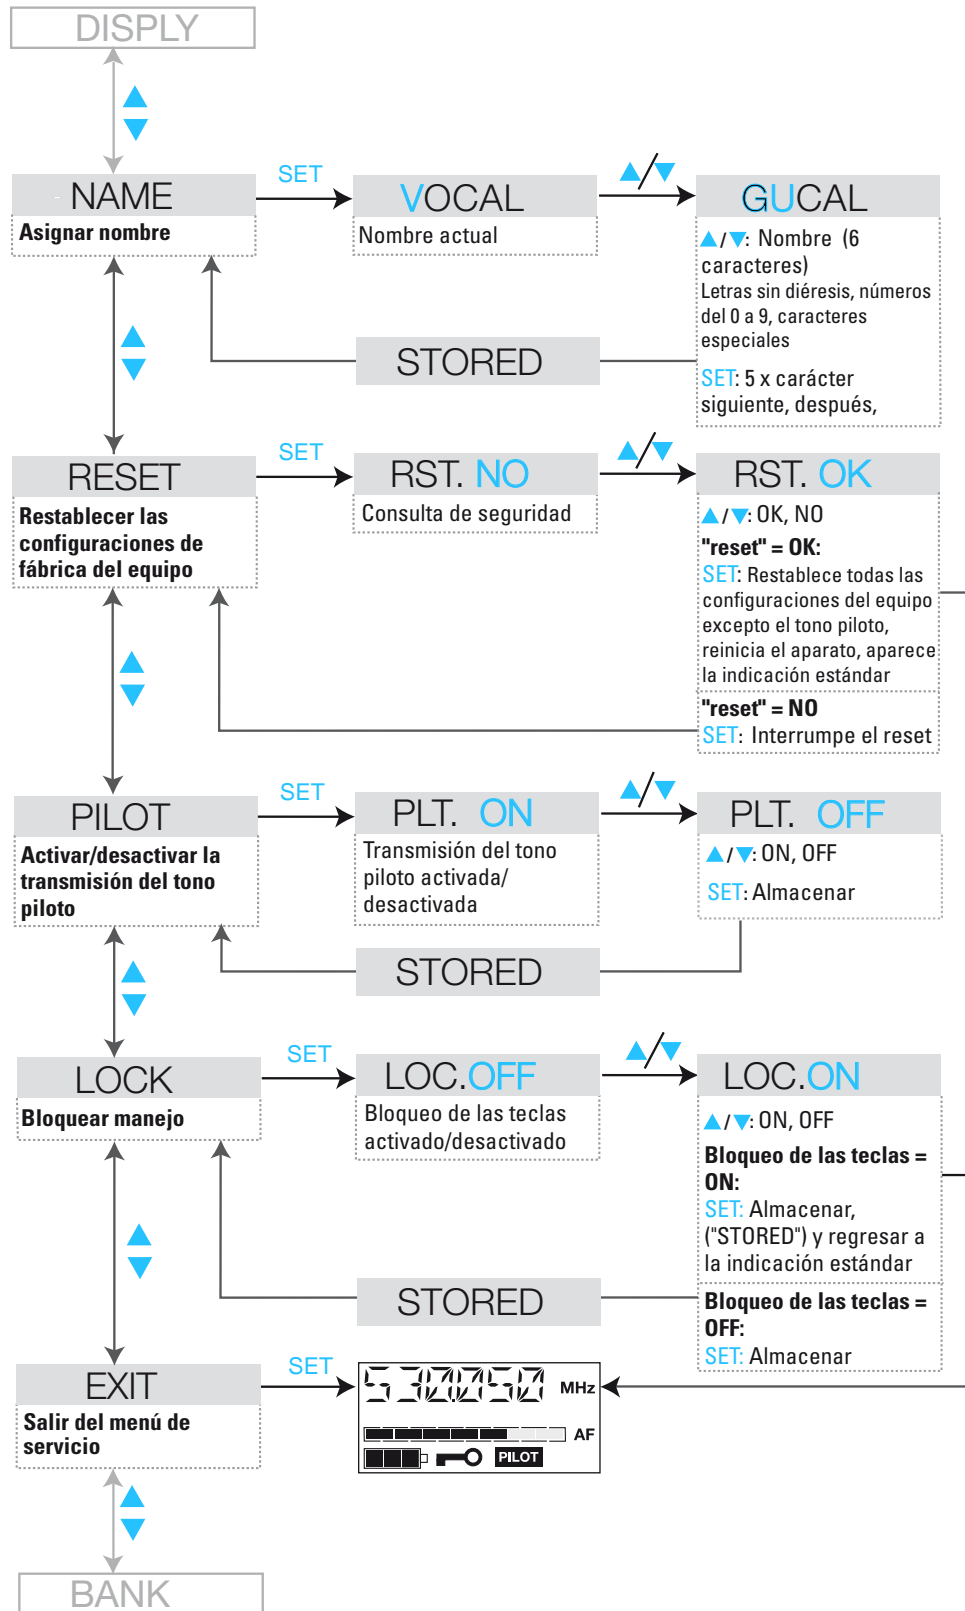 DISPLY
NAME
Asignar nombre
SET
VOCAL
Nombre actual
▲/▼
GUCAL
▲/▼: Nombre (6
caracteres)
Letras sin diéresis, números
del 0 a 9, caracteres
especiales
SET: 5 x carácter
siguiente, después,
STORED
RESET
Restablecer las
configuraciones de
fábrica del equipo
SET
RST. NO
Consulta de seguridad
▲/▼
RST. OK
▲/▼: OK, NO
"reset" = OK:
SET: Restablece todas las
configuraciones del equipo
excepto el tono piloto,
reinicia el aparato, aparece
la indicación estándar
"reset" = NO
SET: Interrumpe el reset
PILOT
Activar/desactivar la
transmisión del tono
piloto
SET
PLT. ON
Transmisión del tono
piloto activada/
desactivada
▲/▼
PLT. OFF
▲/▼: ON, OFF
SET: Almacenar
STORED
LOCK
Bloquear manejo
SET
LOC.OFF
Bloqueo de las teclas
activado/desactivado
▲/▼
LOC.ON
▲/▼: ON, OFF
Bloqueo de las teclas =
ON:
SET: Almacenar,
("STORED") y regresar a
la indicación estándar
Bloqueo de las teclas =
OFF:
SET: Almacenar
STORED
EXIT
Salir del menú de
servicio
SET
530.050 MHz
AF
PILOT
BANK